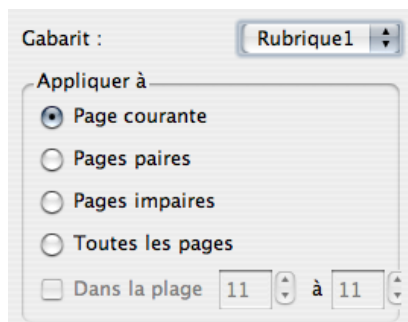 Gabarit : Rubrique1
Appliquer à
Page courante
Pages paires
Pages impaires
Toutes les pages
Dans la plage 11 à 11